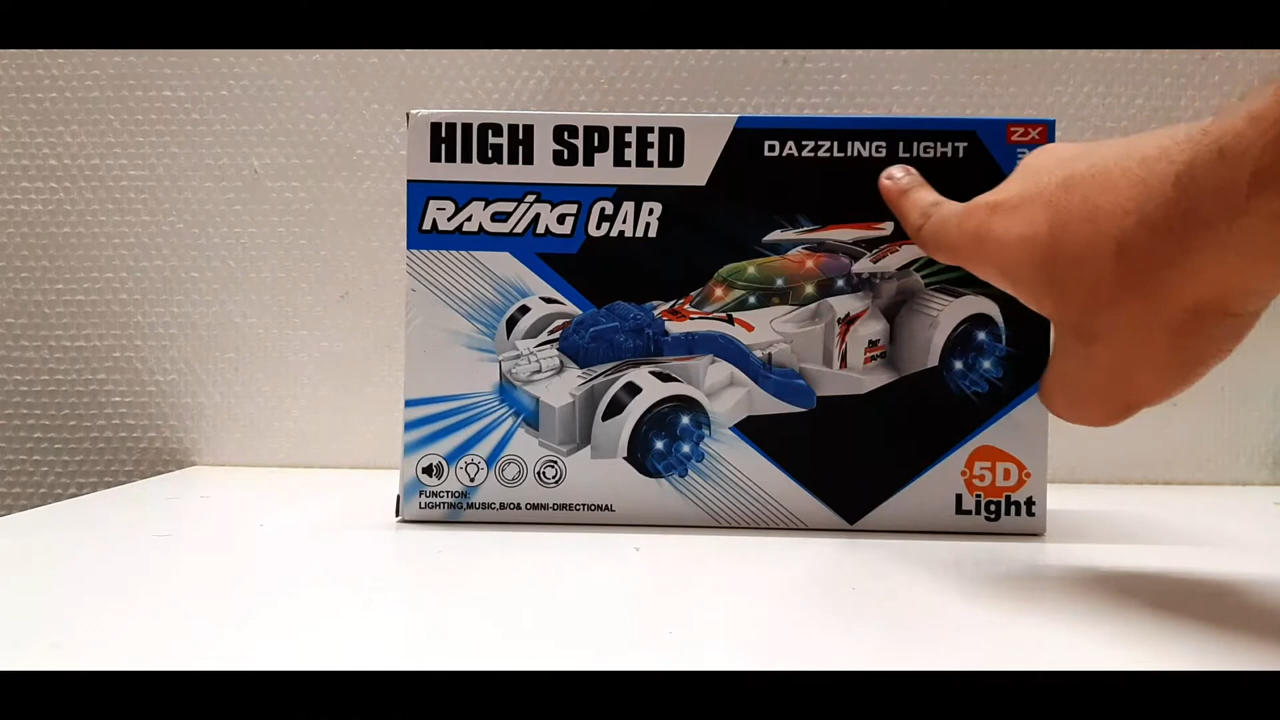 HIGH SPEED
DAZZLING LIGHT
ZX
RACING CAR
5D
Light
FUNCTION:
LIGHTING,MUSIC,B/O& OMNI-DIRECTIONAL